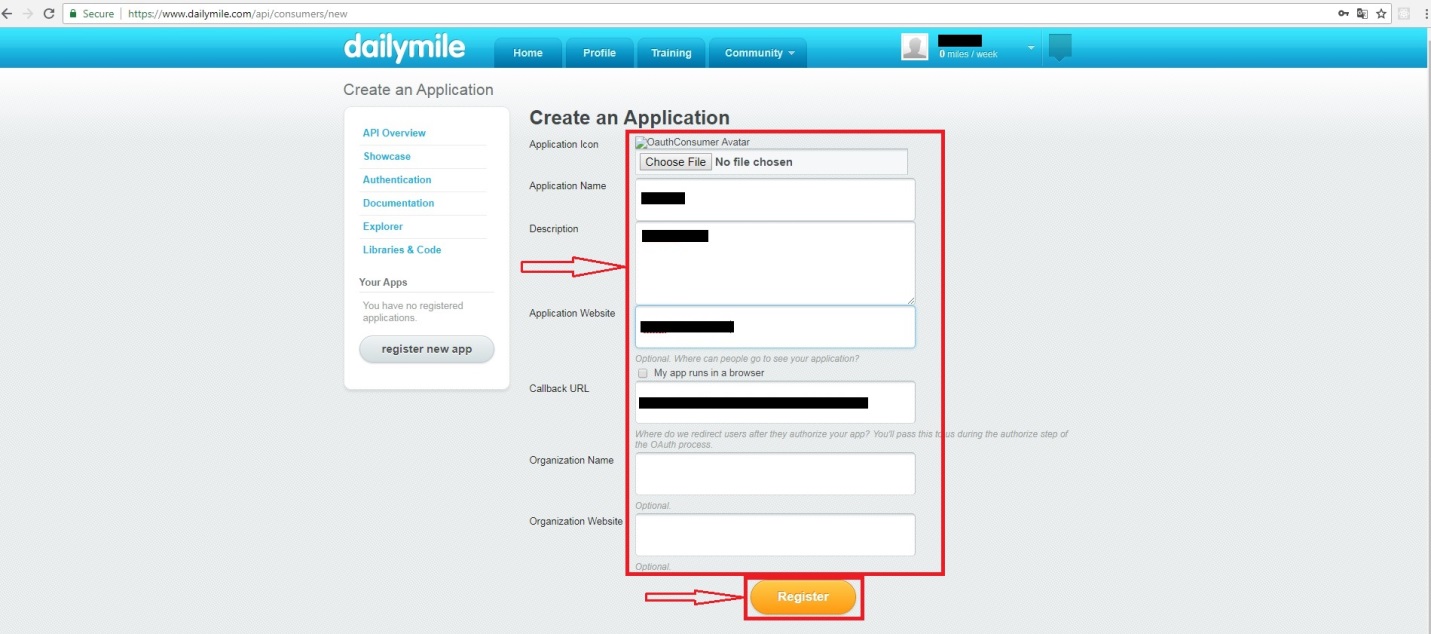 Secure | https://www.dailymile.com/api/consumers/new
dailymile
Home
Profile
Training
Community
0 miles / week
Create an Application
API Overview
Showcase
Authentication
Documentation
Explorer
Libraries & Code
Your Apps
You have no registered
applications.
register new app
Create an Application
Application Icon
OauthConsumer Avatar
Choose File No file chosen
Application Name
Description
Application Website
Optional. Where can people go to see your application?
My app runs in a browser
Callback URL
Where do we redirect users after they authorize your app? You'll pass this to us during the authorize step of
the OAuth process.
Organization Name
Optional.
Organization Website
Optional.
Register